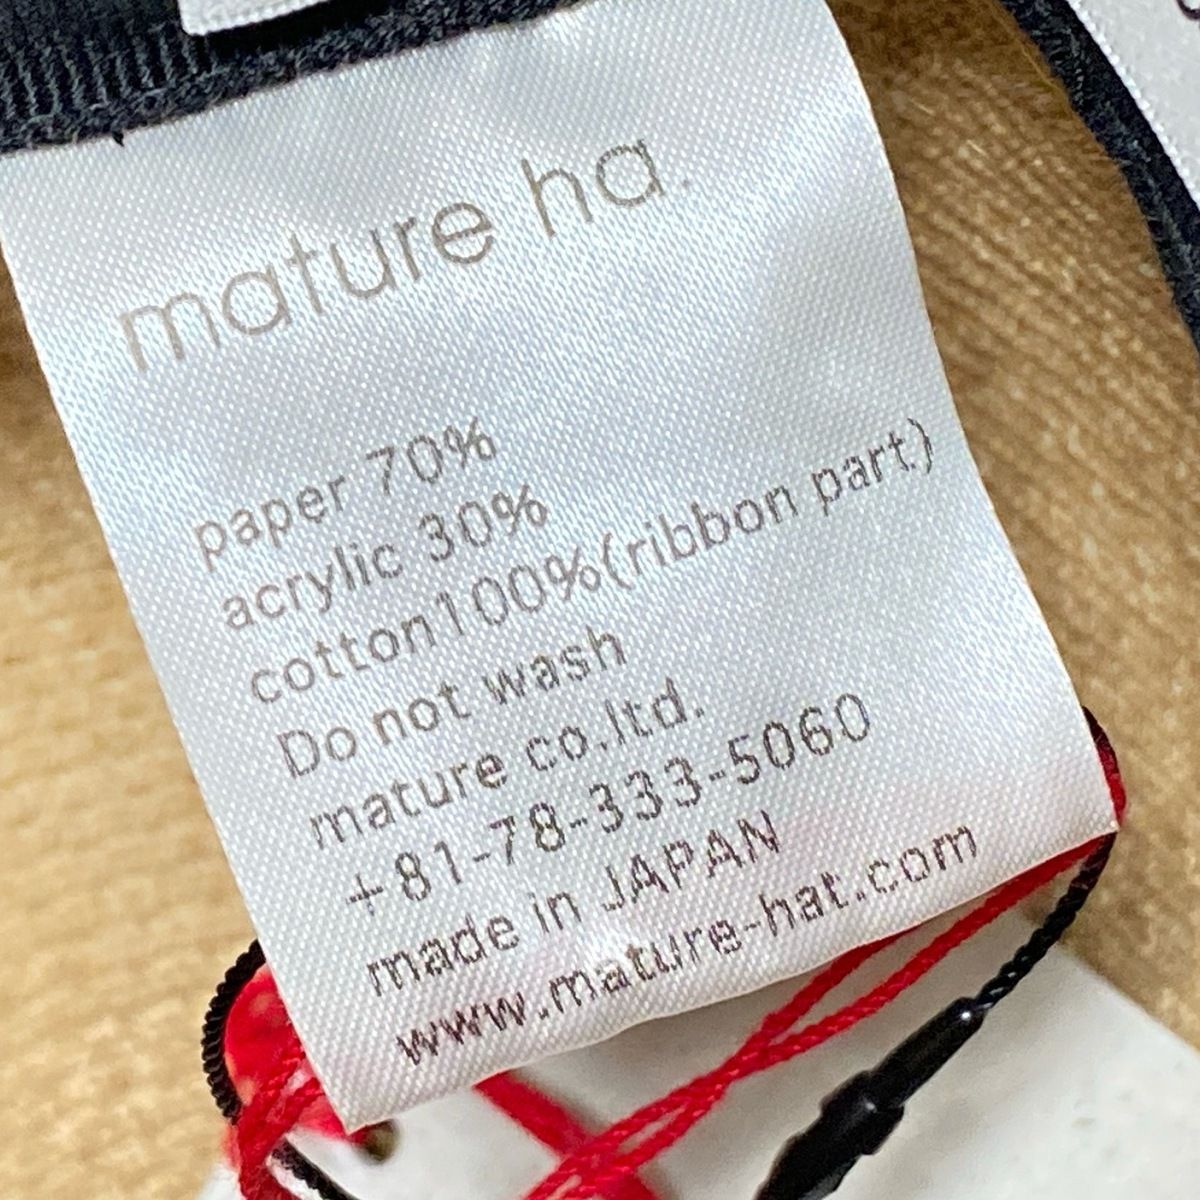 mature ha.
paper 70%
acrylic 30%
cotton100%(ribbon part.)
Do not wash
mature co.ltd.
+81-78-333-5060
made in JAPAN
www.mature-hat.com